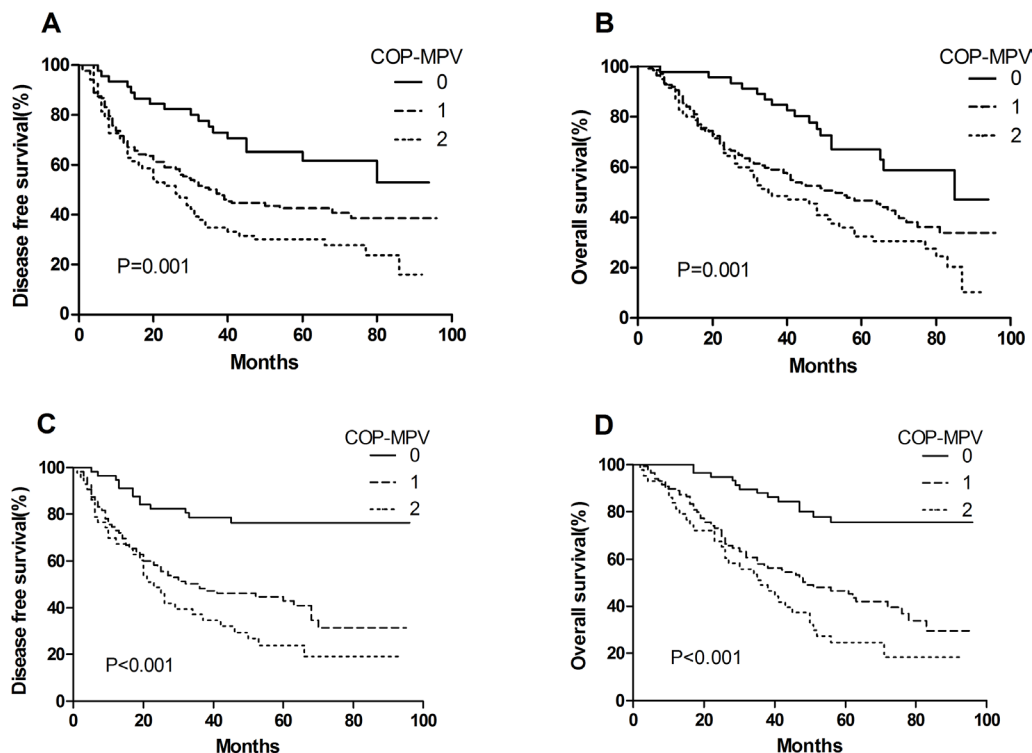 A
COP-MPV
0
1
2
Disease free survival(%)
100
80
60
40
20
0
P=0.001
0 20 40 60 80 100
Months
B
COP-MPV
0
1
2
Overall survival(%)
100
80
60
40
20
0
P=0.001
0 20 40 60 80 100
Months
C
COP-MPV
0
1
2
Disease free survival(%)
100
80
60
40
20
0
P<0.001
0 20 40 60 80 100
Months
D
COP-MPV
0
1
2
Overall survival(%)
100
80
60
40
20
0
P<0.001
0 20 40 60 80 100
Months